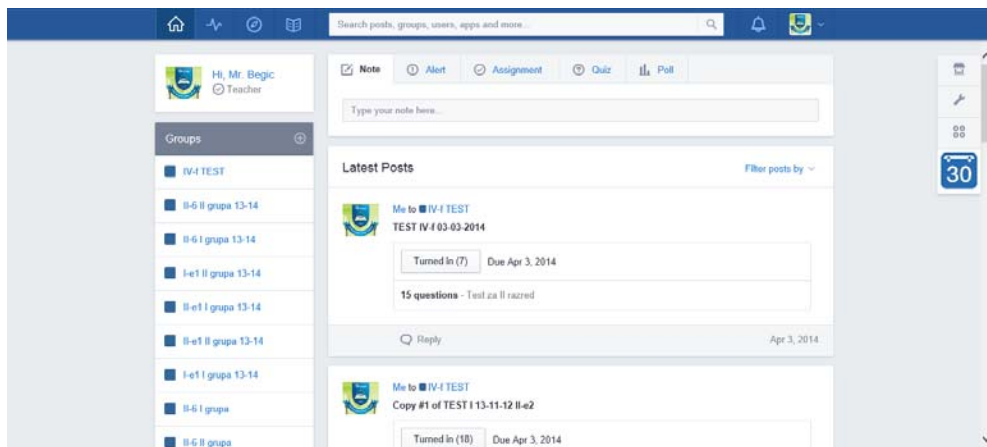 Search posts, groups, users, apps and more...
Hi, Mr. Begic
Teacher
Groups
IV-f TEST
II-6 II grupa 13-14
II-6 I grupa 13-14
I-e1 II grupa 13-14
II-e1 I grupa 13-14
II-e1 II grupa 13-14
I-e1 I grupa 13-14
II-6 I grupa
II-6 II grupa
Note Alert Assignment Quiz Poll
Type your note here...
Latest Posts Filter posts by
Me to IV-f TEST
TEST IV-f 03-03-2014
Turned in (7) Due Apr 3, 2014
15 questions - Test za II razred
Reply Apr 3, 2014
Me to IV-f TEST
Copy #1 of TEST I 13-11-12 II-e2
Turned in (18) Due Apr 3, 2014
30